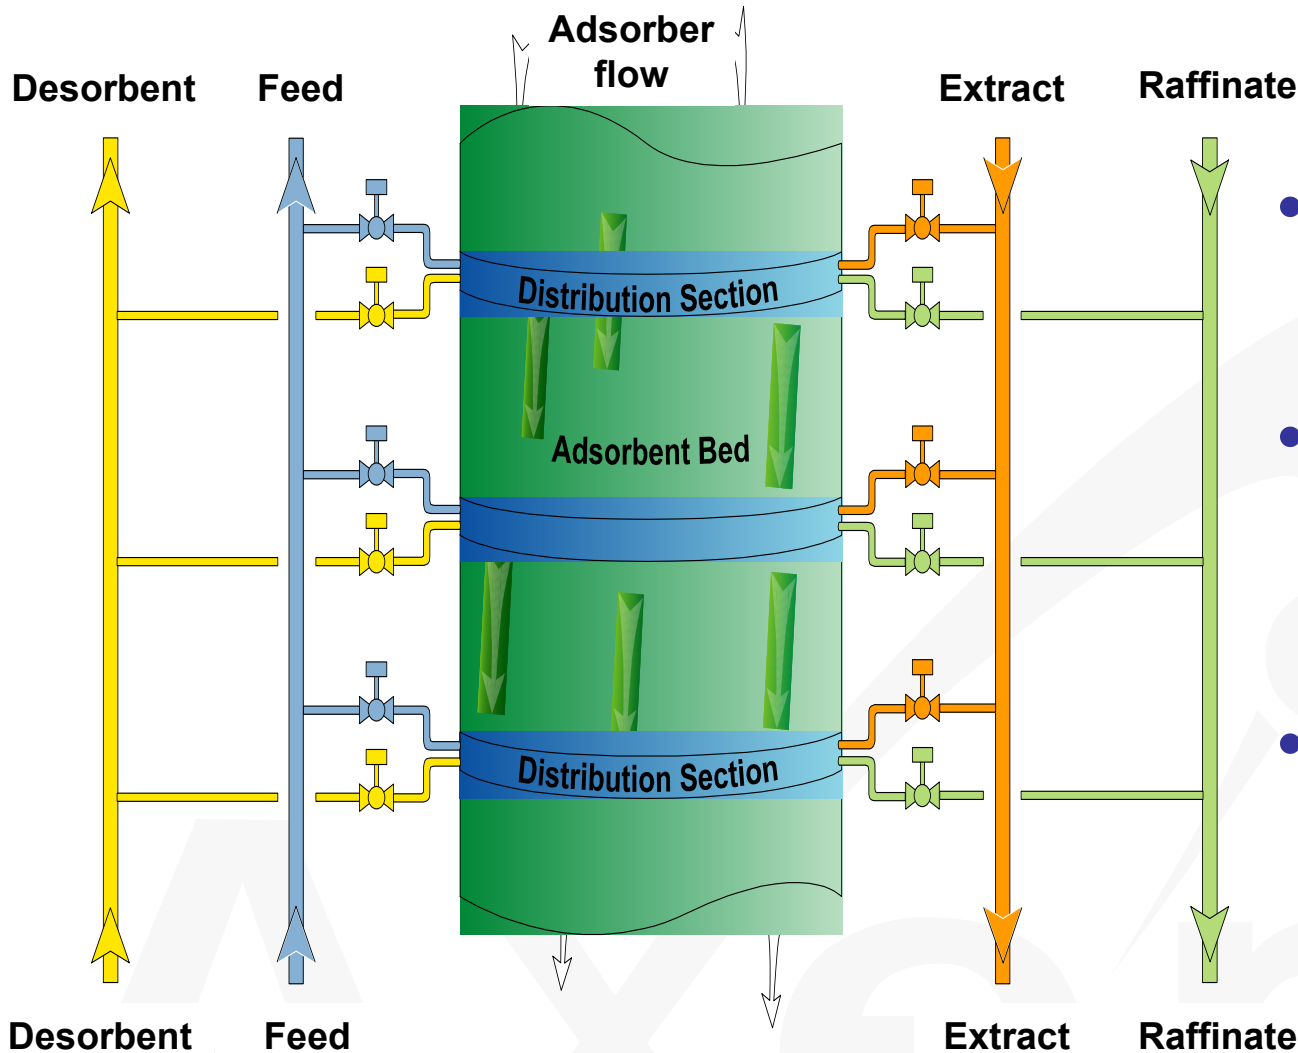 Adsorber
flow
Desorbent
Feed
Extract
Raffinate
Distribution Section
Adsorbent Bed
Distribution Section
Desorbent
Feed
Extract
Raffinate